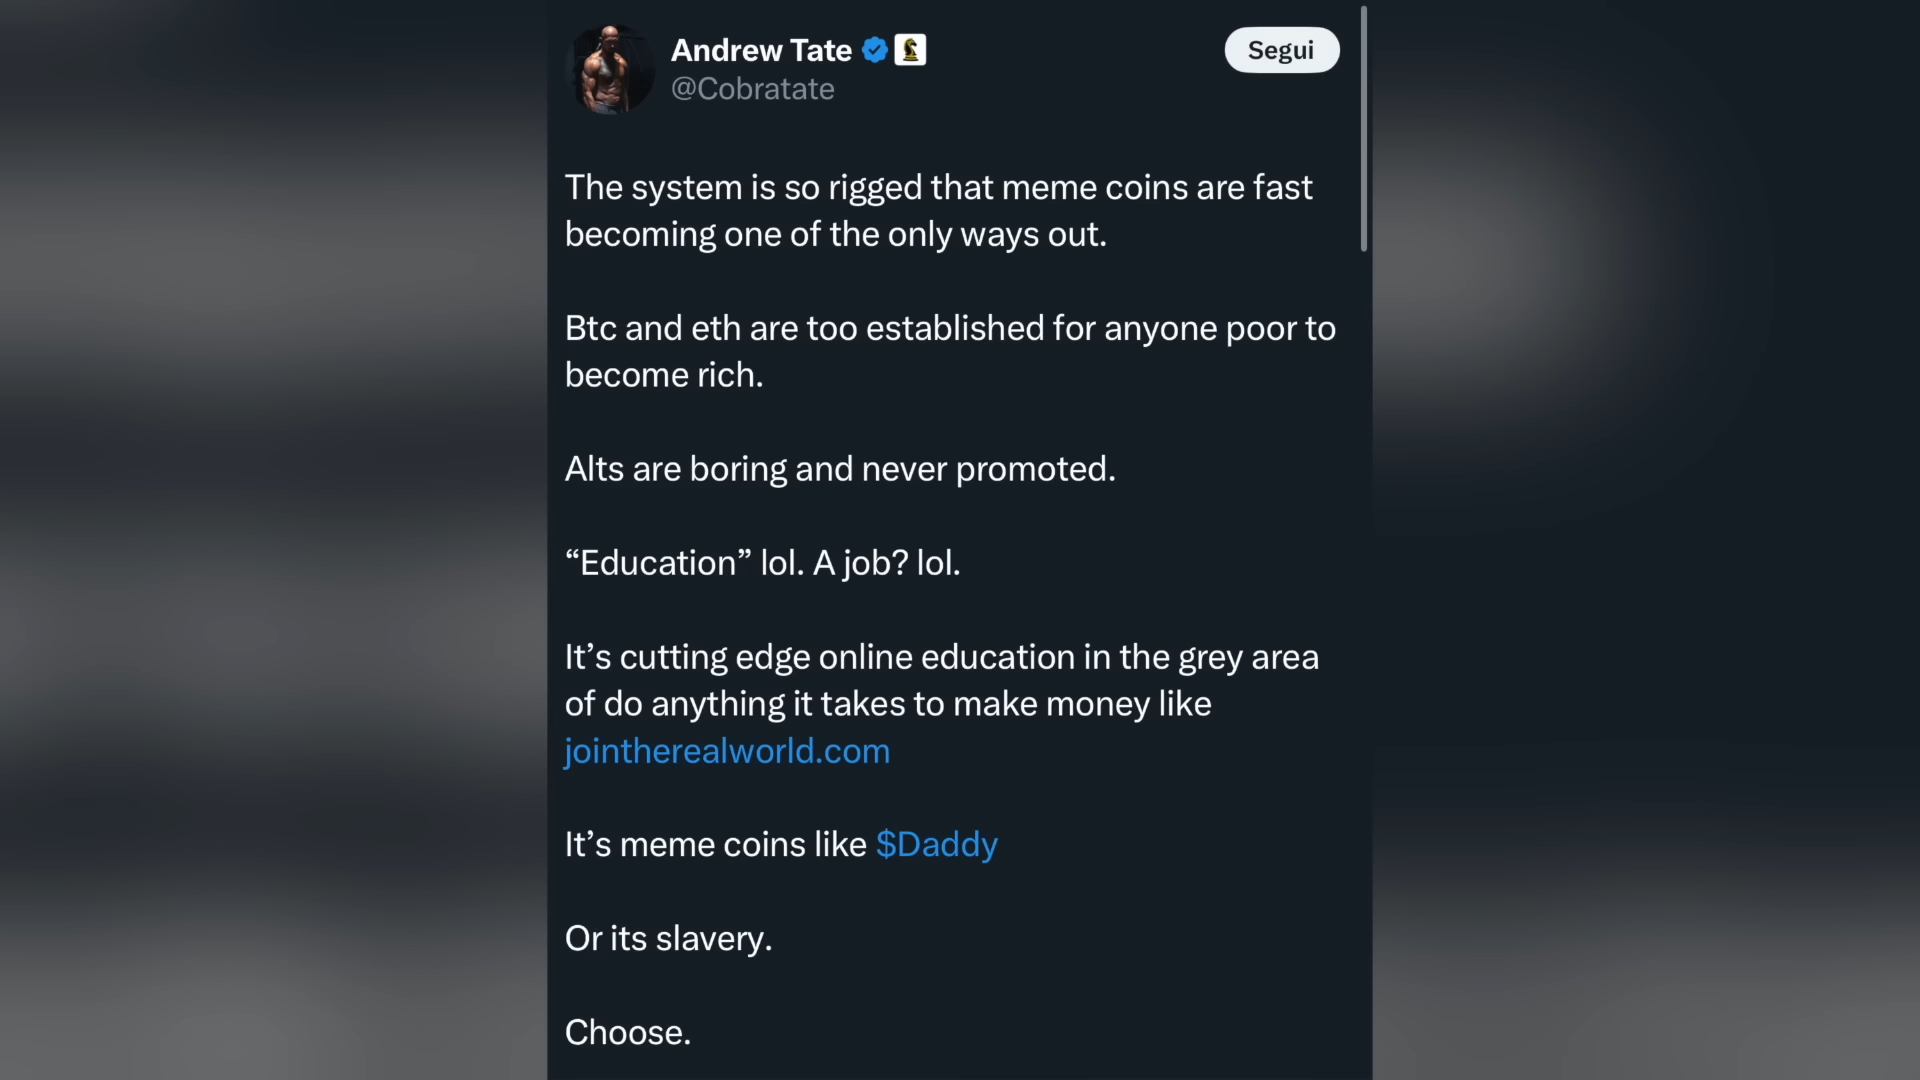 Andrew Tate
@Cobratate
Segui
The system is so rigged that meme coins are fast
becoming one of the only ways out.
Btc and eth are too established for anyone poor to
become rich.
Alts are boring and never promoted.
“Education” lol. A job? lol.
It’s cutting edge online education in the grey area
of do anything it takes to make money like
jointherealworld.com
It’s meme coins like $Daddy
Or its slavery.
Choose.